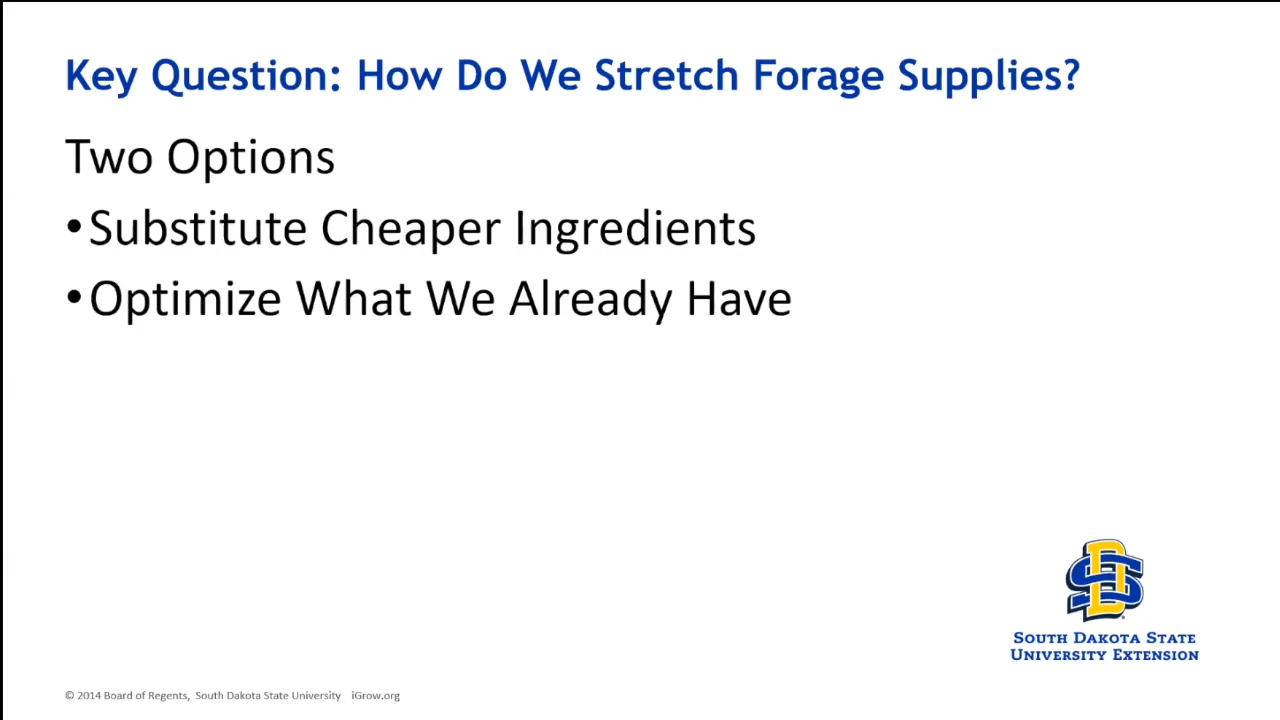 Key Question: How Do We Stretch Forage Supplies?
Two Options
•Substitute Cheaper Ingredients
•Optimize What We Already Have
SD
SOUTH DAKOTA STATE
UNIVERSITY EXTENSION
© 2014 Board of Regents, South Dakota State University iGrow.org